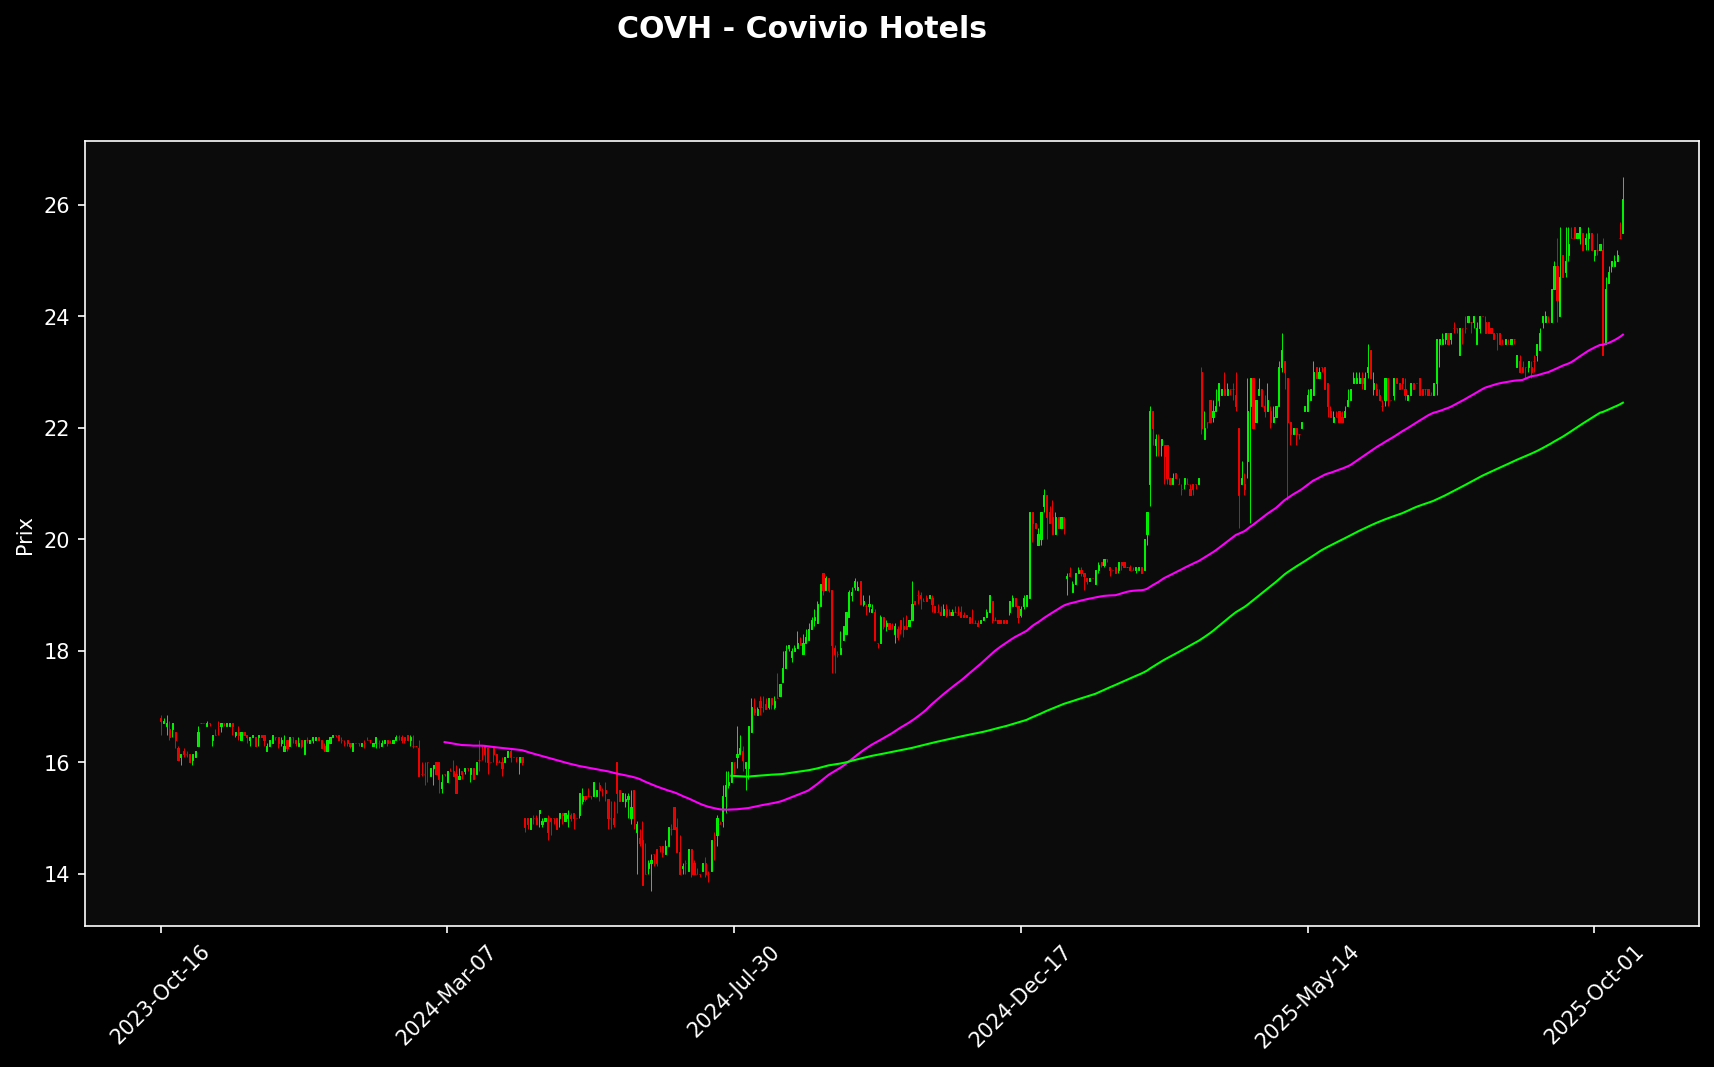 COVH - Covivio Hotels
Prix
26
24
22
20
18
16
14
2023-Oct-16
2024-Mar-07
2024-Jul-30
2024-Dec-17
2025-May-14
2025-Oct-01